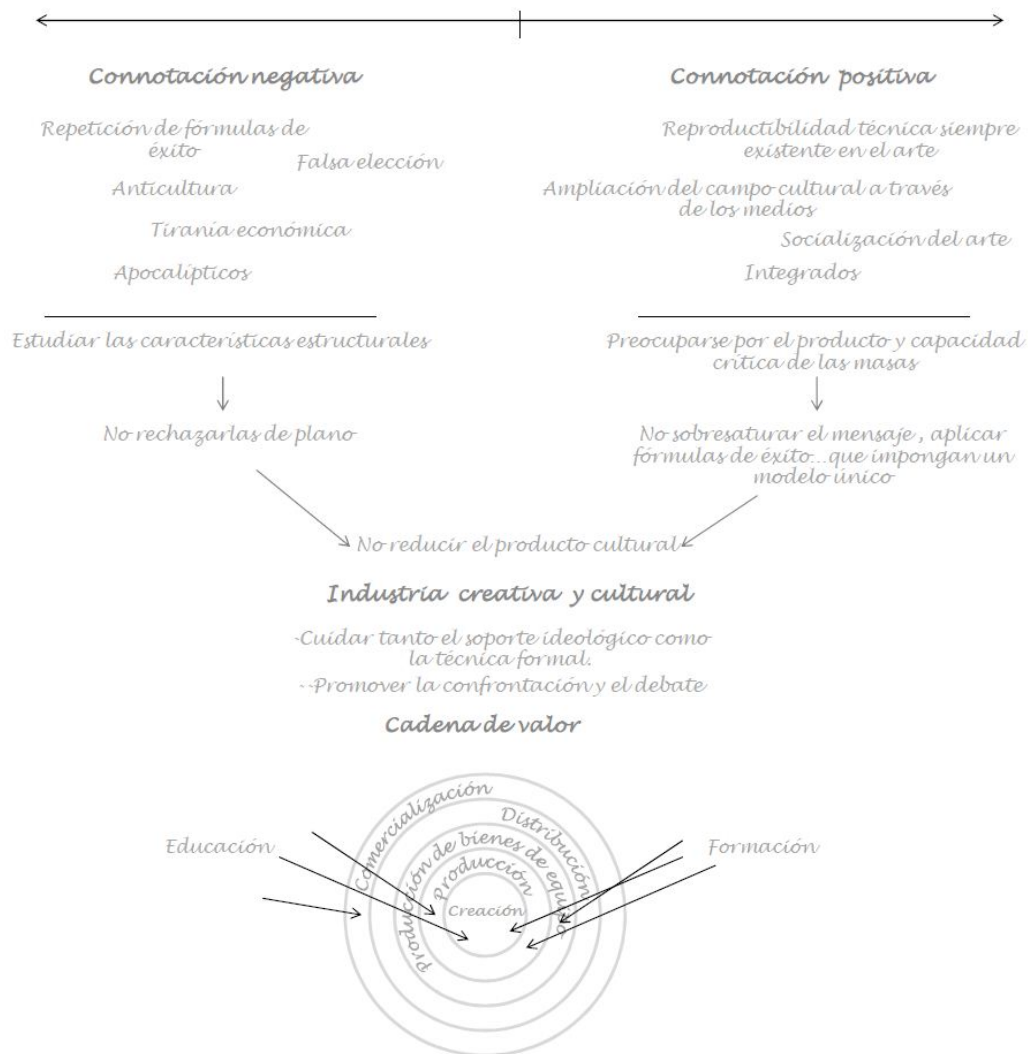 Connotación negativa
Connotación positiva
Repetición de fórmulas de
éxito
Falsa elección
Anticultura
Tiranía económica
Apocalípticos
Reproductibilidad técnica siempre
existente en el arte
Ampliación del campo cultural a través
de los medios
Socialización del arte
Integrados
Estudiar las características estructurales
Preocuparse por el producto y capacidad
crítica de las masas
No rechazarlas de plano
No sobresaturar el mensaje , aplicar
fórmulas de éxito...que impongan un
modelo único
No reducir el producto cultural
Industria creativa y cultural
-Cuidar tanto el soporte ideológico como
la técnica formal.
--Promover la confrontación y el debate
Cadena de valor
Educación
Formación
Comercialización
Distribución
Producción de bienes de equipo
Producción
Creación